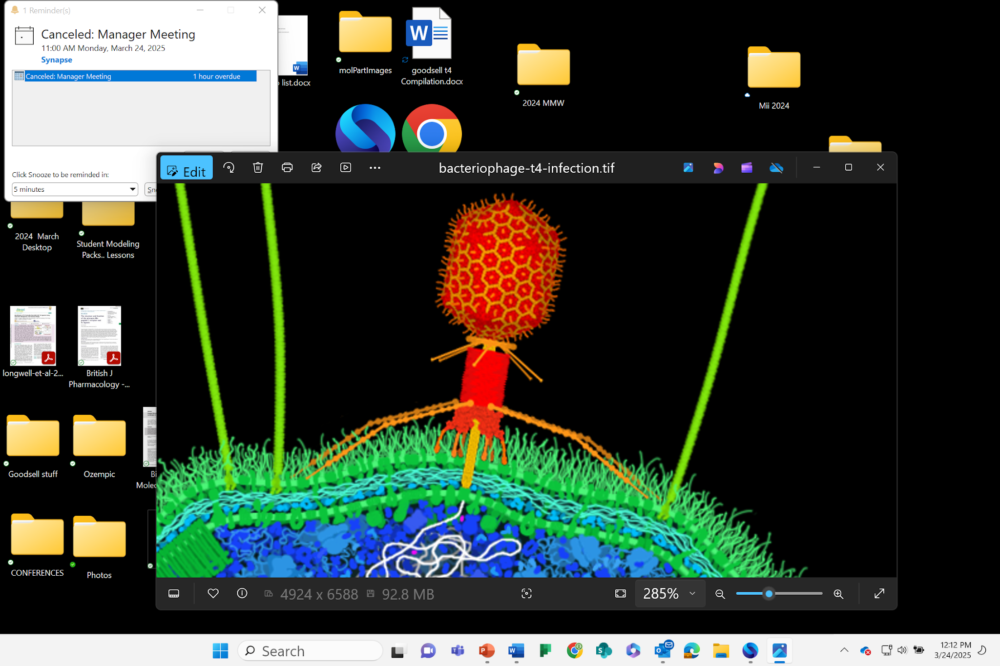 1 Reminder(s)
Canceled: Manager Meeting
11:00 AM Monday, March 24, 2025
Synapse
Canceled: Manager Meeting 1 hour overdue
Click Snooze to be reminded in:
5 minutes
list.docx
molPartImages
goodsell t4
Compilation.docx
2024 MMW
Mii 2024
Edit
bacteriophage-t4-infection.tif
2024 March
Desktop
Student Modeling
Packs.. Lessons
longwell-et-al-2...
British J
Pharmacology -...
Goodsell stuff
Ozempic
CONFERENCES
Photos
4924 x 6588
92.8 MB
285%
Search
12:12 PM
3/24/2025